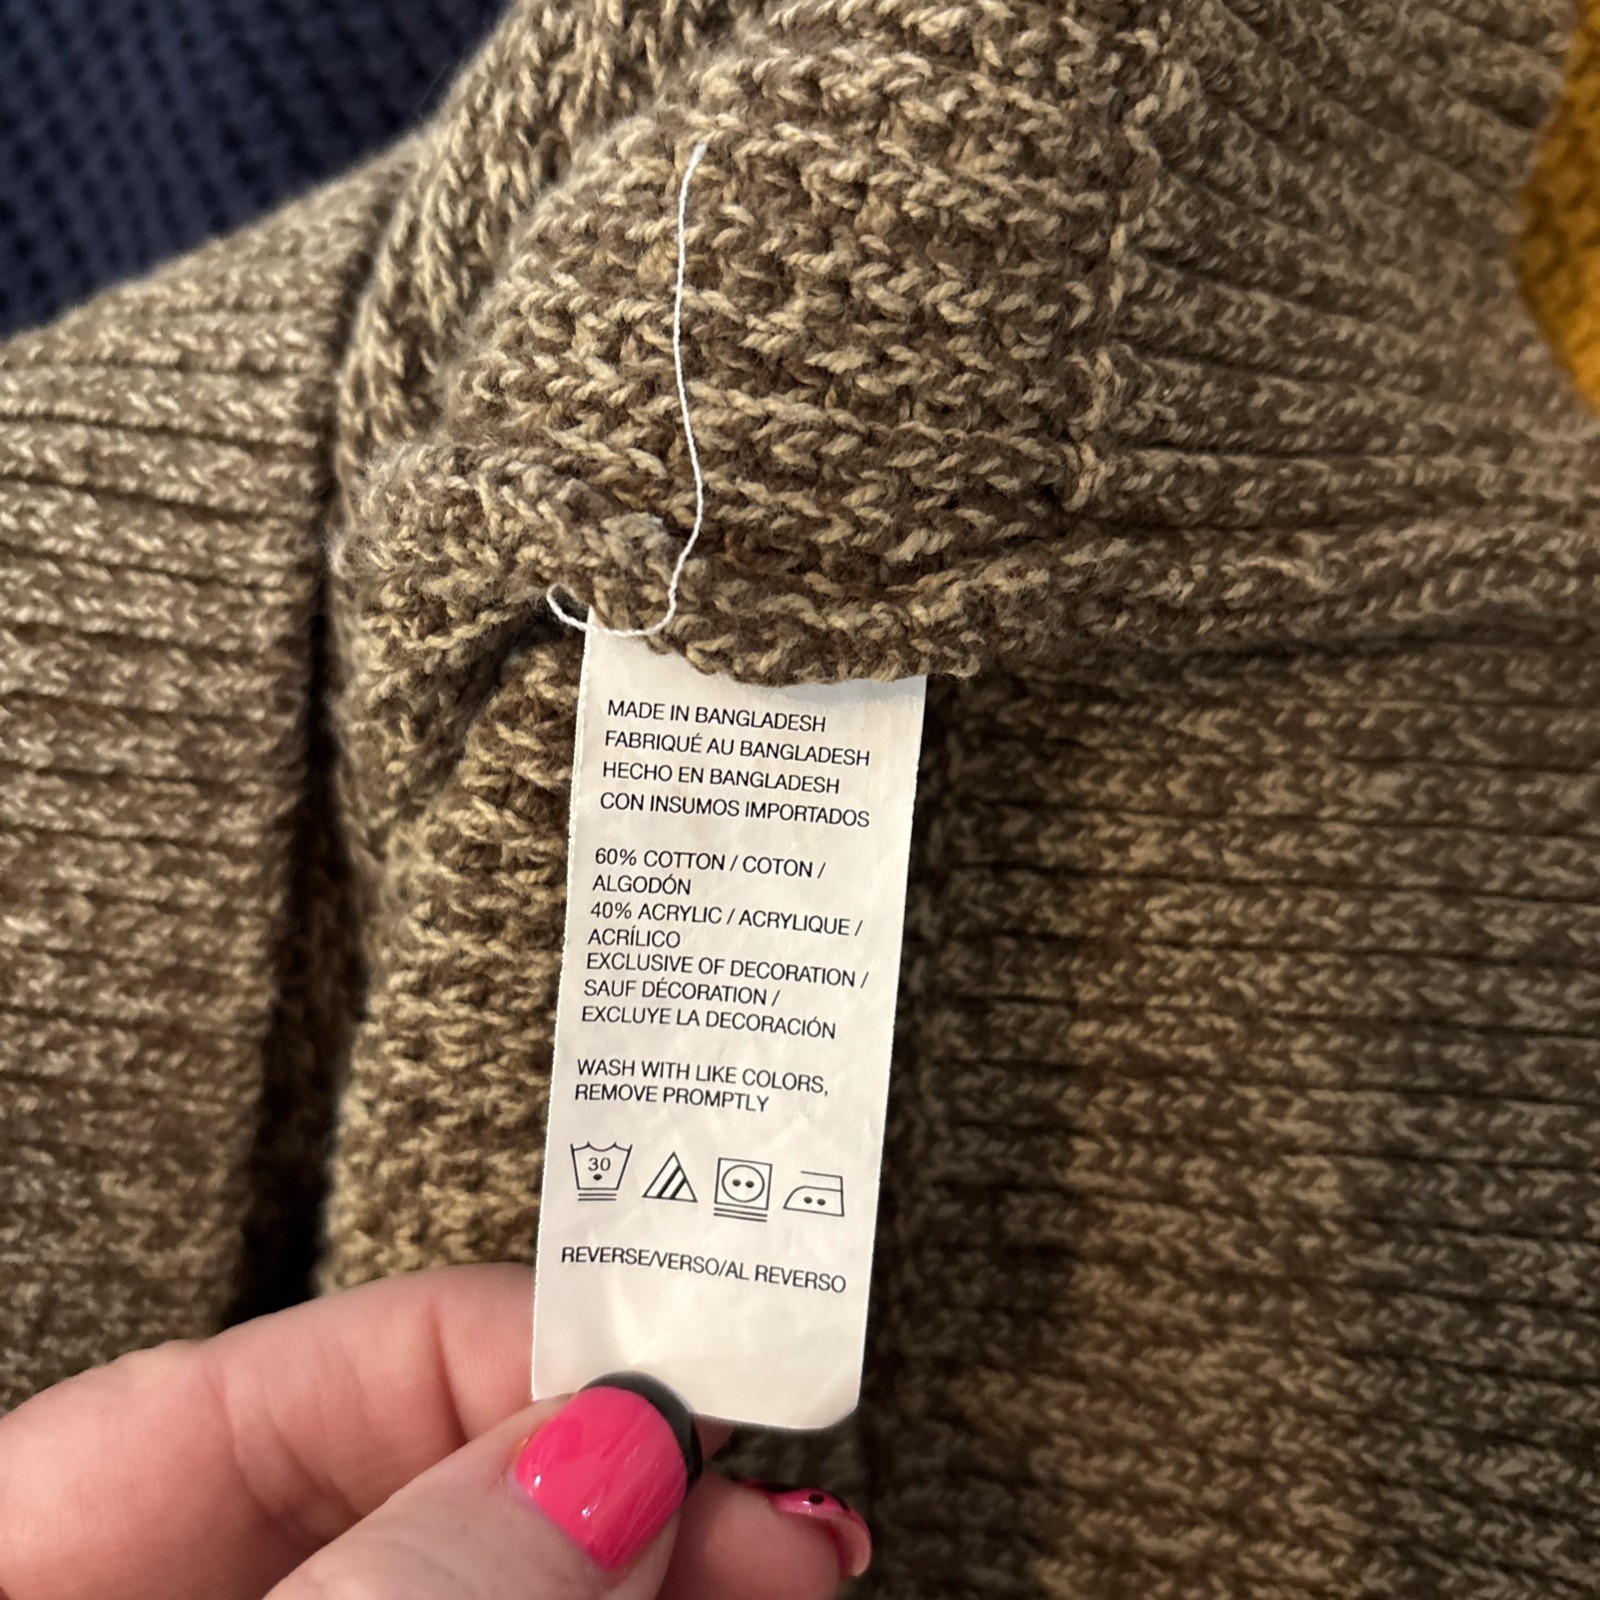 MADE IN BANGLADESH
FABRIQUÉ AU BANGLADESH
HECHO EN BANGLADESH
CON INSUMOS IMPORTADOS
60% COTTON / COTON /
ALGODÓN
40% ACRYLIC / ACRYLIQUE /
ACRÍLICO
EXCLUSIVE OF DECORATION /
SAUF DÉCORATION /
EXCLUYE LA DECORACIÓN
WASH WITH LIKE COLORS,
REMOVE PROMPTLY
30
REVERSE/VERSO/AL REVERSO